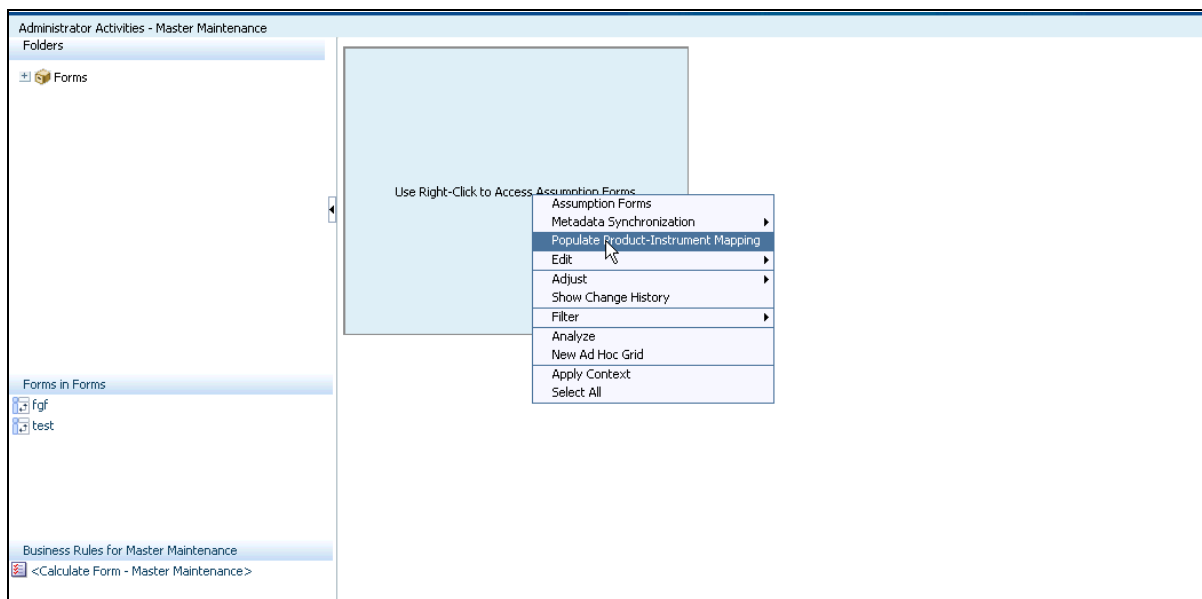 Administrator Activities - Master Maintenance
Folders
Forms
Use Right-Click to Access Assumption Forms
Assumption Forms
Metadata Synchronization
Populate Product-Instrument Mapping
Edit
Adjust
Show Change History
Filter
Analyze
New Ad Hoc Grid
Apply Context
Select All
Forms in Forms
fgf
test
Business Rules for Master Maintenance
<Calculate Form - Master Maintenance>